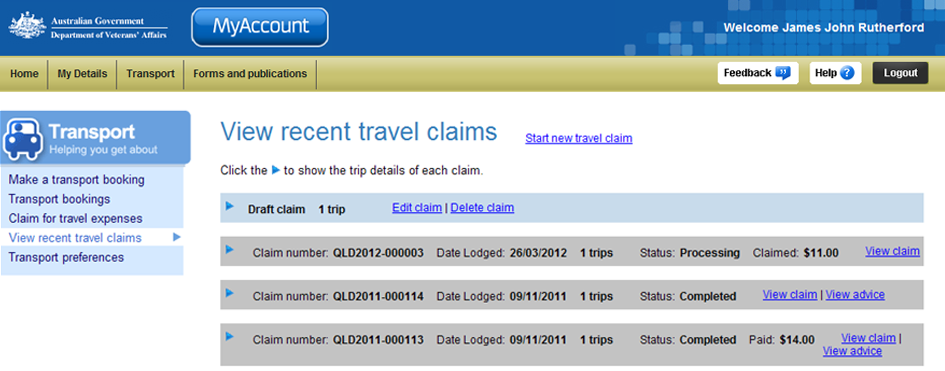 Australian Government
Department of Veterans' Affairs
MyAccount
Welcome James John Rutherford
Home
My Details
Transport
Forms and publications
Feedback
Help ?
Logout
Transport
Helping you get about
Make a transport booking
Transport bookings
Claim for travel expenses
View recent travel claims
Transport preferences
View recent travel claims
Start new travel claim
Click the ▶ to show the trip details of each claim.
Draft claim 1 trip Edit claim | Delete claim
Claim number: QLD2012-000003 Date Lodged: 26/03/2012 1 trips Status: Processing Claimed: $11.00 View claim
Claim number: QLD2011-000114 Date Lodged: 09/11/2011 1 trips Status: Completed View claim | View advice
Claim number: QLD2011-000113 Date Lodged: 09/11/2011 1 trips Status: Completed Paid: $14.00 View claim |
View advice